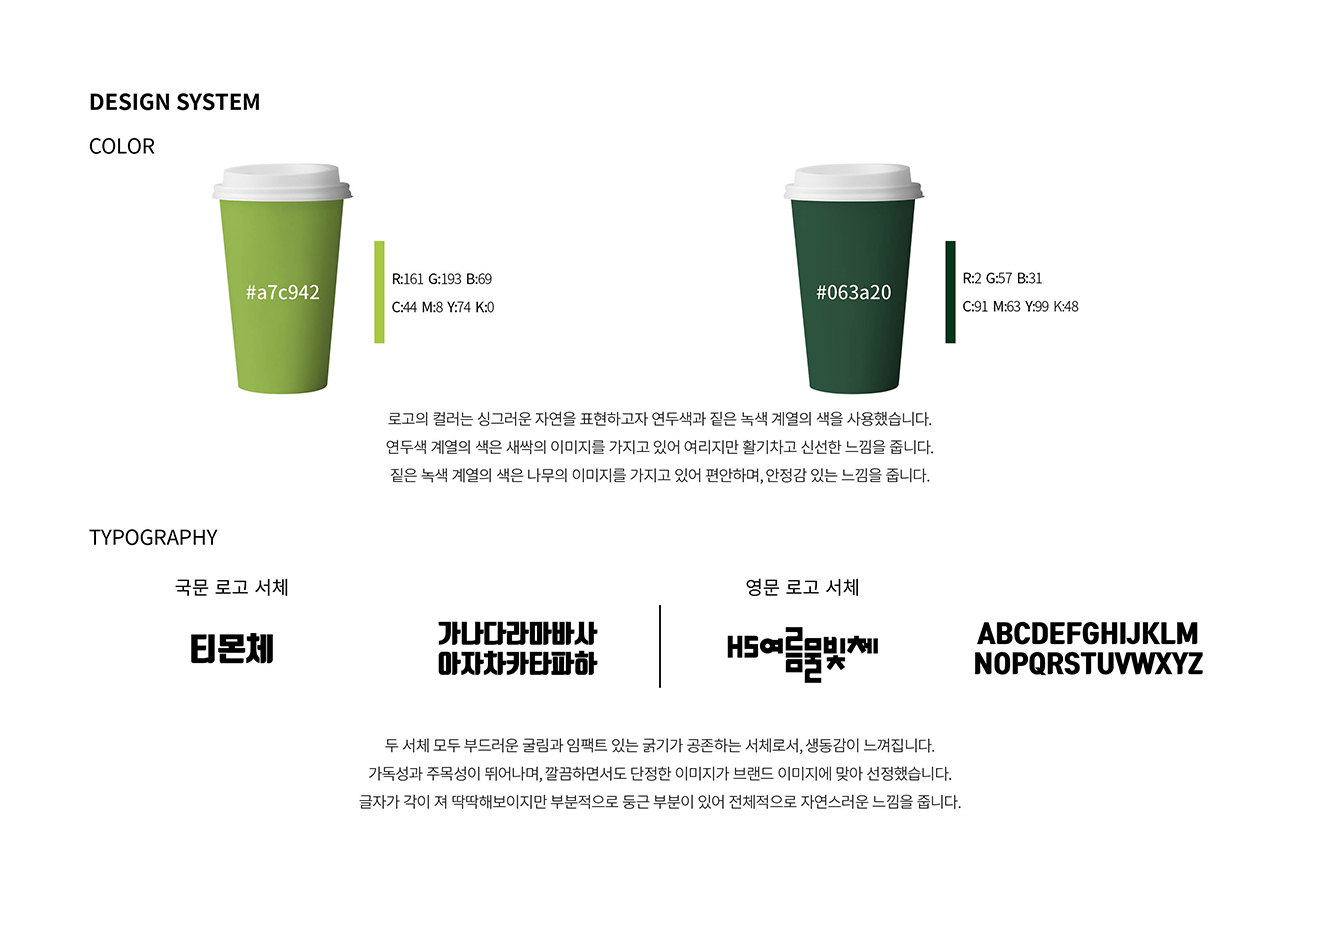 DESIGN SYSTEM
COLOR
#a7c942
R:161 G:193 B:69
C:44 M:8 Y:74 K:0
#063a20
R:2 G:57 B:31
C:91 M:63 Y:99 K:48
로고의 컬러는 싱그러운 자연을 표현하고자 연두색과 짙은 녹색 계열의 색을 사용했습니다.
연두색 계열의 색은 새싹의 이미지를 가지고 있어 여리지만 활기차고 신선한 느낌을 줍니다.
짙은 녹색 계열의 색은 나무의 이미지를 가지고 있어 편안하며, 안정감 있는 느낌을 줍니다.
TYPOGRAPHY
국문 로고 서체
티몬체
가나다라마바사
아자차카타파하
영문 로고 서체
HS여름물빛체
ABCDEFGHIJKLM
NOPQRSTUVWXYZ
두 서체 모두 부드러운 굴림과 임팩트 있는 굵기가 공존하는 서체로서, 생동감이 느껴집니다.
가독성과 주목성이 뛰어나며, 깔끔하면서도 단정한 이미지가 브랜드 이미지에 맞아 선정했습니다.
글자가 각이 져 딱딱해보이지만 부분적으로 둥근 부분이 있어 전체적으로 자연스러운 느낌을 줍니다.